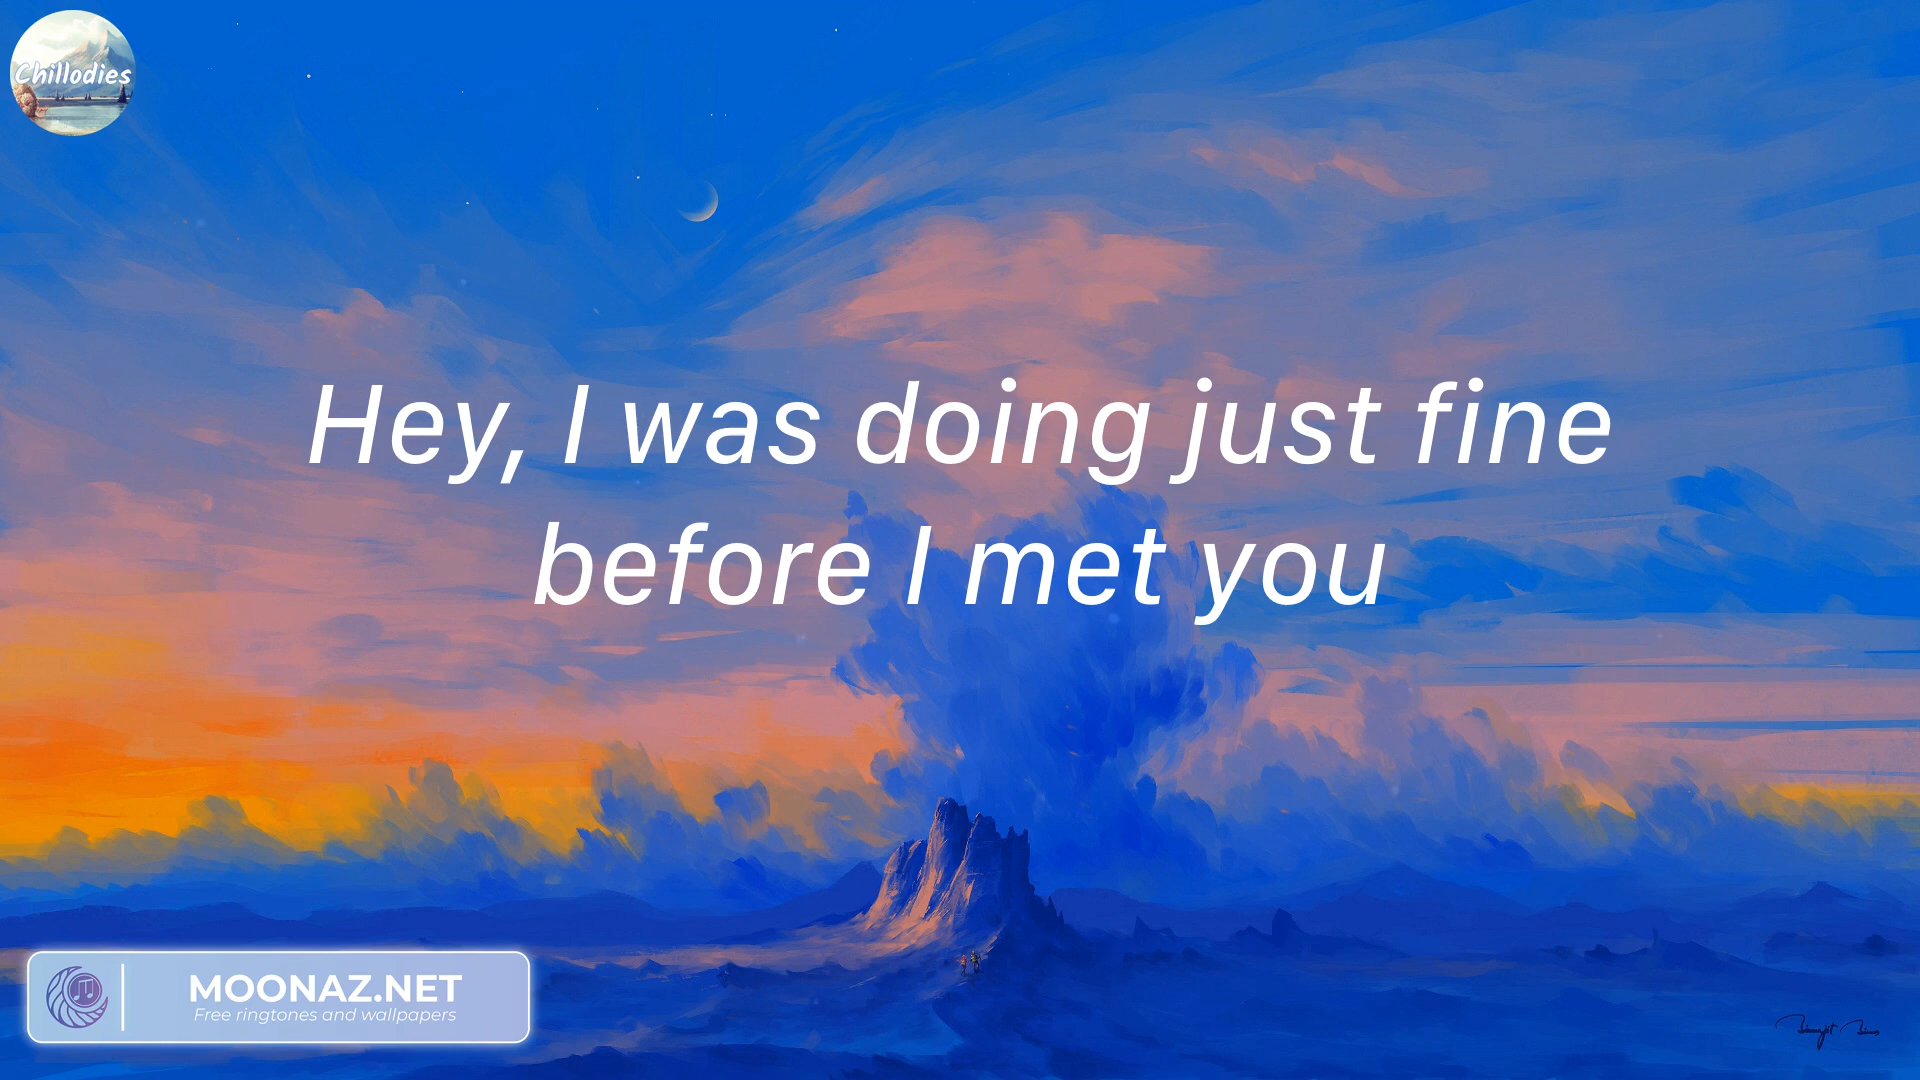 Chillodies
Hey, I was doing just fine
before I met you
MOONAZ.NET
Free ringtones and wallpapers